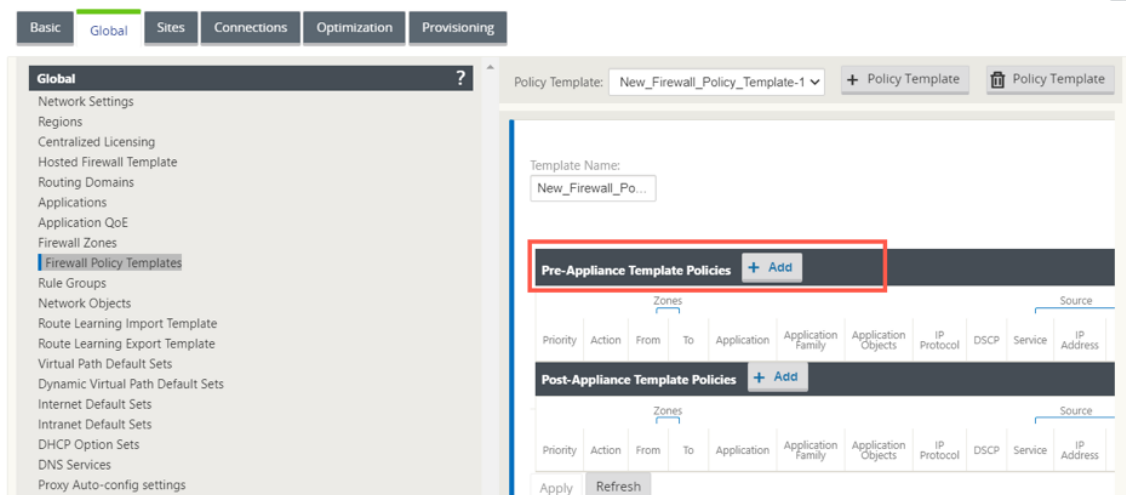 Basic Global Sites Connections Optimization Provisioning
Global ?
Network Settings
Regions
Centralized Licensing
Hosted Firewall Template
Routing Domains
Applications
Application QoE
Firewall Zones
Firewall Policy Templates
Rule Groups
Network Objects
Route Learning Import Template
Route Learning Export Template
Virtual Path Default Sets
Dynamic Virtual Path Default Sets
Internet Default Sets
Intranet Default Sets
DHCP Option Sets
DNS Services
Proxy Auto-config settings
Policy Template: New_Firewall_Policy_Template-1 + Policy Template Policy Template
Template Name:
New_Firewall_Po...
Pre-Appliance Template Policies + Add
Zones Source
Priority Action From To Application Application Family Application Objects IP Protocol DSCP Service IP Address
Post-Appliance Template Policies + Add
Zones Source
Priority Action From To Application Application Family Application Objects IP Protocol DSCP Service IP Address
Apply Refresh